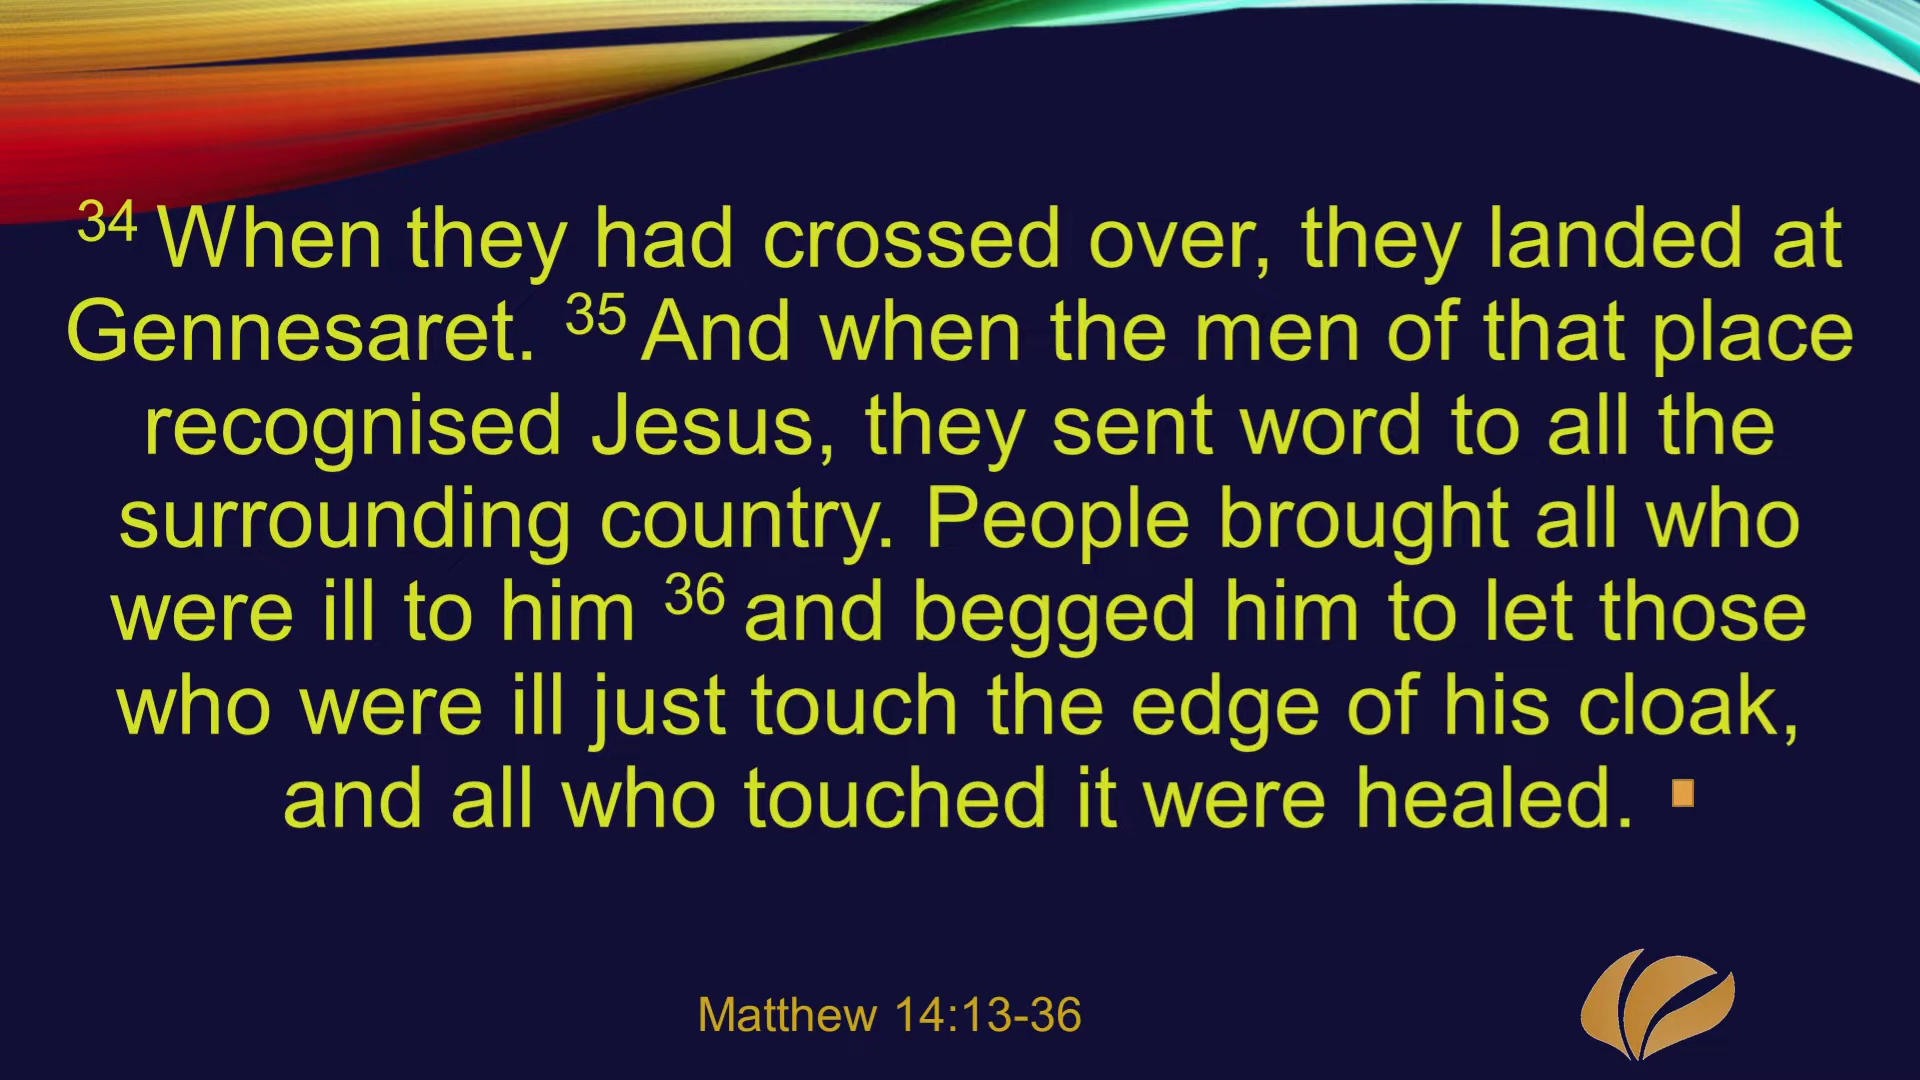 34 When they had crossed over, they landed at
Gennesaret. 35 And when the men of that place
recognised Jesus, they sent word to all the
surrounding country. People brought all who
were ill to him 36 and begged him to let those
who were ill just touch the edge of his cloak,
and all who touched it were healed.
Matthew 14:13-36